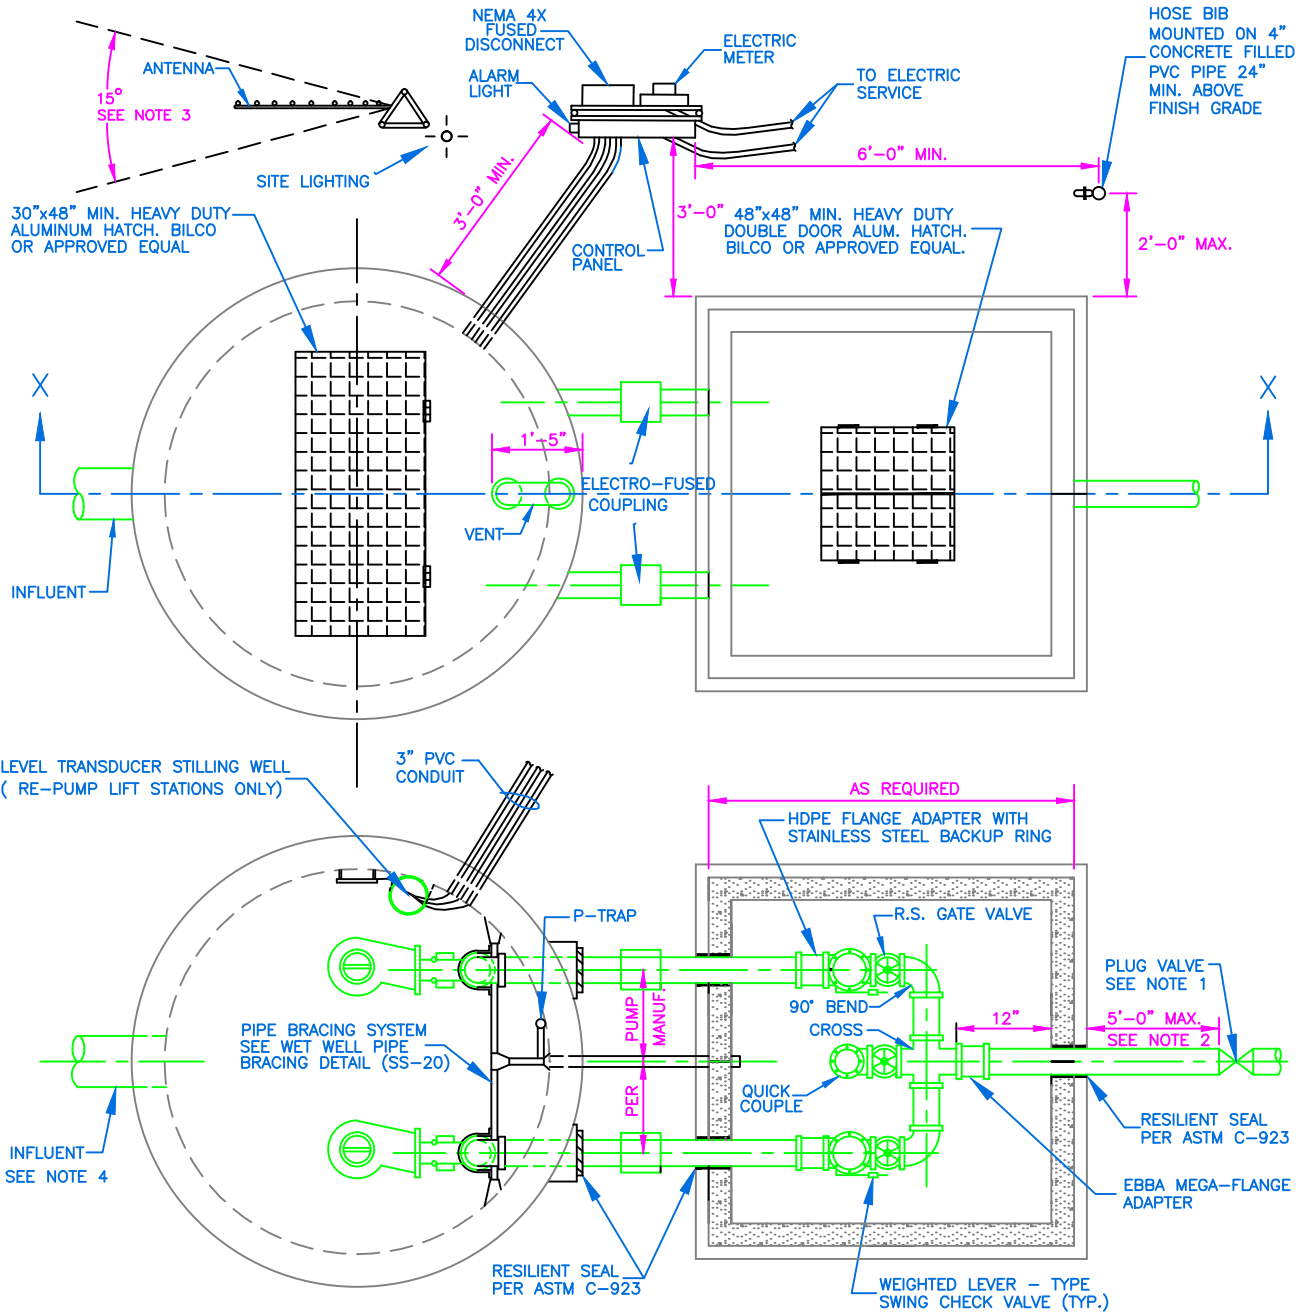 NEMA 4X
FUSED
DISCONNECT
ELECTRIC
METER
HOSE BIB
MOUNTED ON 4"
CONCRETE FILLED
PVC PIPE 24"
MIN. ABOVE
FINISH GRADE
ANTENNA
15°
SEE NOTE 3
ALARM
LIGHT
TO ELECTRIC
SERVICE
SITE LIGHTING
3'-0" MIN.
6'-0" MIN.
30"x48" MIN. HEAVY DUTY
ALUMINUM HATCH. BILCO
OR APPROVED EQUAL
CONTROL
PANEL
3'-0"
48"x48" MIN. HEAVY DUTY
DOUBLE DOOR ALUM. HATCH.
BILCO OR APPROVED EQUAL.
2'-0" MAX.
X
X
1'-5"
ELECTRO-FUSED
COUPLING
VENT
INFLUENT
LEVEL TRANSDUCER STILLING WELL
( RE-PUMP LIFT STATIONS ONLY)
3" PVC
CONDUIT
AS REQUIRED
HDPE FLANGE ADAPTER WITH
STAINLESS STEEL BACKUP RING
P-TRAP
R.S. GATE VALVE
PLUG VALVE
SEE NOTE 1
90° BEND
CROSS
12"
5'-0" MAX.
SEE NOTE 2
PIPE BRACING SYSTEM
SEE WET WELL PIPE
BRACING DETAIL (SS-20)
PER
PUMP
MANUF.
QUICK
COUPLE
INFLUENT
SEE NOTE 4
RESILIENT SEAL
PER ASTM C-923
EBBA MEGA-FLANGE
ADAPTER
RESILIENT SEAL
PER ASTM C-923
WEIGHTED LEVER - TYPE
SWING CHECK VALVE (TYP.)